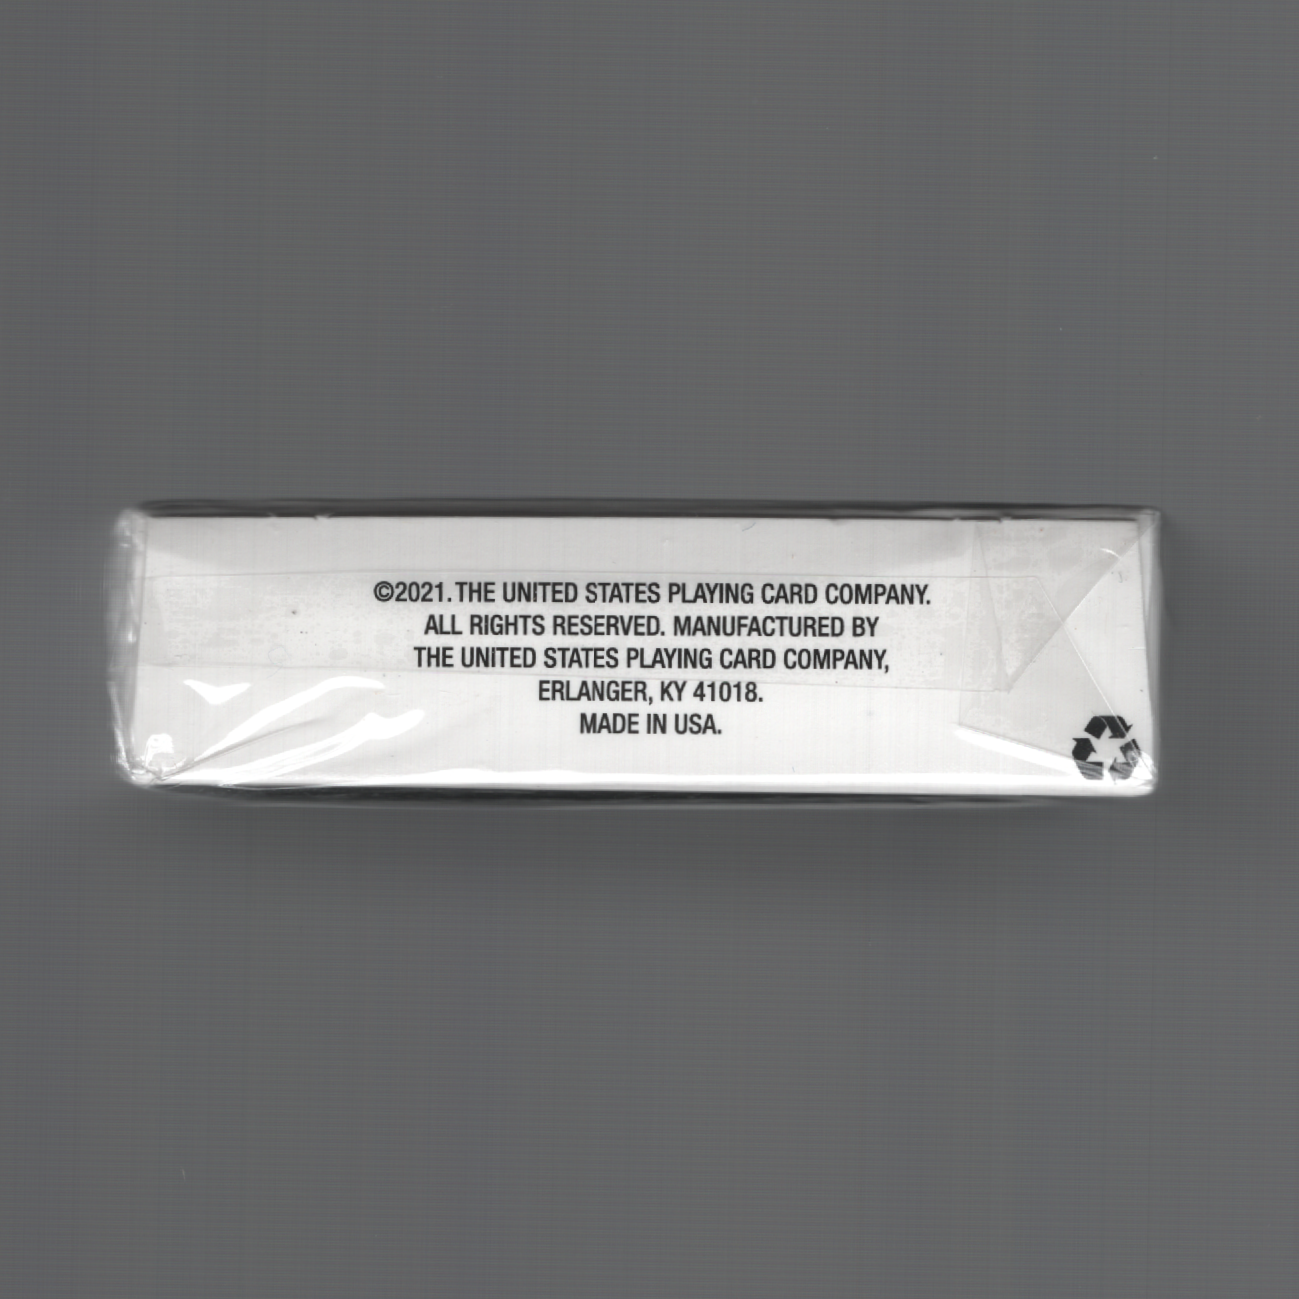 ©2021. THE UNITED STATES PLAYING CARD COMPANY.
ALL RIGHTS RESERVED. MANUFACTURED BY
THE UNITED STATES PLAYING CARD COMPANY,
ERLANGER, KY 41018.
MADE IN USA.